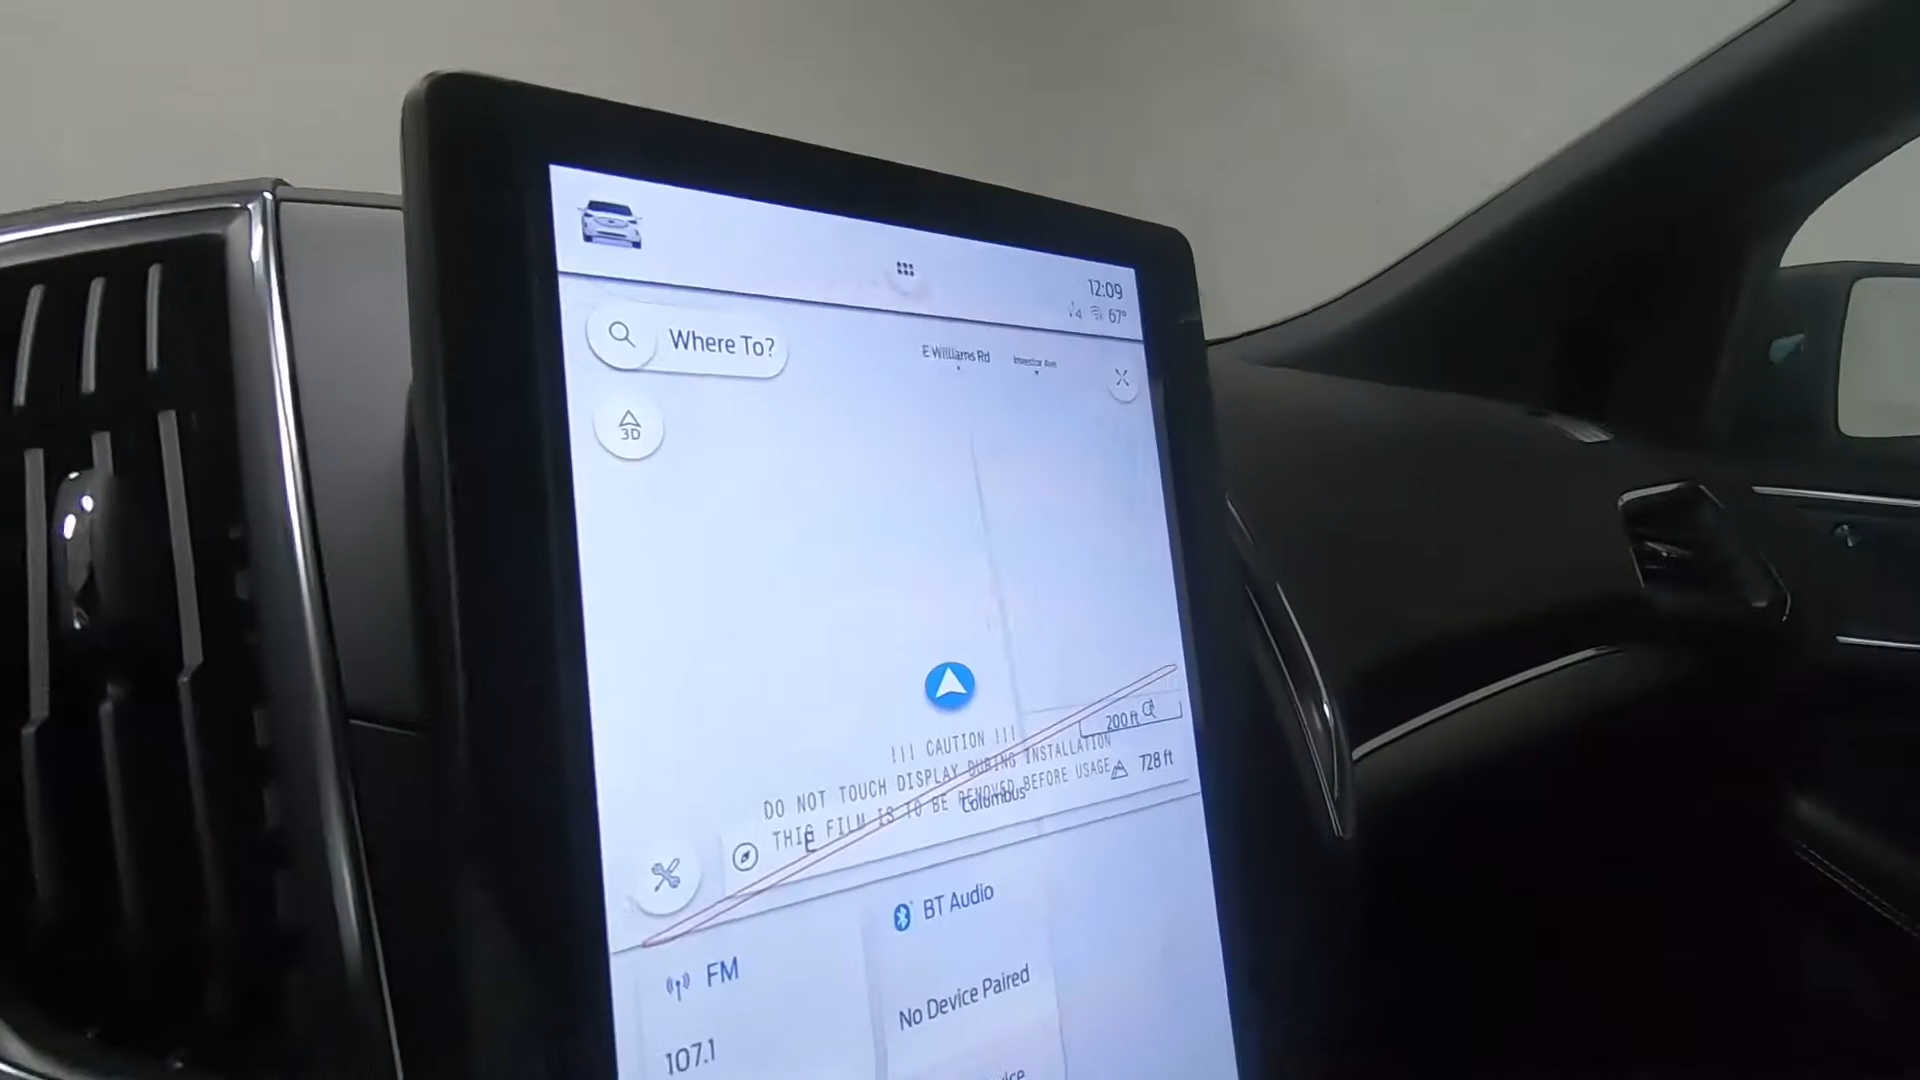 12:09
67°
Where To?
E Williams Rd
Investor Ave
3D
200 ft
!!! CAUTION !!!
DO NOT TOUCH DISPLAY DURING INSTALLATION
THIS FILM IS TO BE REMOVED BEFORE USAGE
728 ft
Columbus
E
BT Audio
FM
No Device Paired
107.1